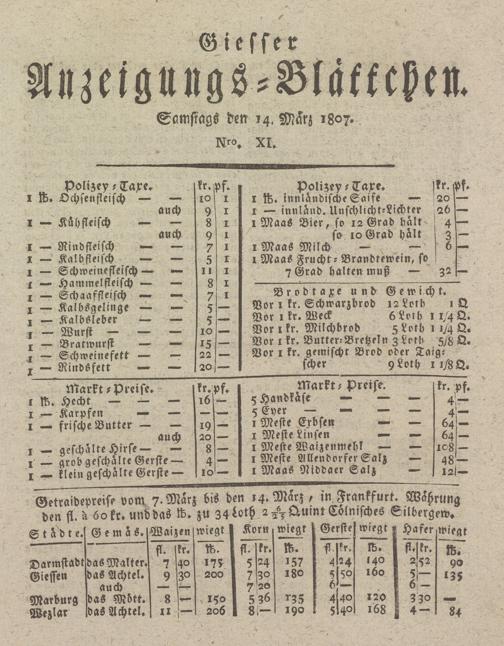 Giesser
Anzeigungs-Blättchen.
Samstags den 14. März 1807.
Nro. XI.
Polizey-Taxe. kr. pf.
1 ℔. Ochsenfleisch — — 10 1
auch 9 1
1 — Kühfleisch — — 8 1
auch 9 1
1 — Rindfleisch — — 7 1
1 — Kalbfleisch — — 5 1
1 — Schweinefleisch — — 11 1
1 — Hammelfleisch — — 8 1
1 — Schaaffleisch — — 7 1
1 — Kalbsgelinge — — 5 —
1 — Kalbsleber — — 5 —
1 — Wurst — — 10 —
1 — Bratwurst — — 15 —
1 — Schweinefett — — 22 —
1 — Rindsfett — — 20 —
Polizey-Taxe. kr. pf.
1 ℔. innländische Saife — 20 —
1 — innländ. Unschlicht-Lichter 26 —
1 Maas Bier, so 12 Grad hält 4 —
so 10 Grad hält 3 —
1 Maas Milch — — 6 —
1 Maas Frucht-Brandtewein, so
7 Grad halten muß — 32 —
Brodtaxe und Gewicht.
Vor 1 kr. Schwarzbrod 12 Loth 1 Q.
Vor 1 kr. Weck 6 Loth 1 1/4 Q.
Vor 1 kr. Milchbrod 5 Loth 1 1/4 Q.
Vor 1 kr. Butter-Bretzeln 3 Loth 5/8 Q.
Vor 1 kr. gemischt Brod oder Taig-
scher 9 Loth 1 1/8 Q.
Markt-Preise. kr. pf.
1 ℔. Hecht — — 16 —
1 — Karpfen — — — —
1 — frische Butter — — 19 —
auch 20 —
1 — geschälte Hirse — — 8 —
1 — grob geschälte Gerste — 4 —
1 — klein geschälte Gerste — 10 —
Markt-Preise. kr. pf.
5 Handkäse — — 4 —
5 Eyer — — — 4 —
1 Meste Erbsen — — 64 —
1 Meste Linsen — — 64 —
1 Meste Waizenmehl — 108 —
1 Meste Allendorfer Salz 48 —
1 Maas Niddaer Salz — 12 —
Getraidepreise vom 7. März bis den 14. März, in Frankfurt. Währung
den fl. à 60 kr. und das ℔. zu 34 Loth Quint Cölnisches Silbergew.
Städte. Gemäs. Waizen wiegt Korn wiegt Gerste wiegt Hafer wiegt
fl. kr. ℔. fl. kr. ℔. fl. kr. ℔. fl. kr. ℔.
Darmstadt das Malter. 7 40 175 5 24 157 4 24 140 2 52 90
Giessen das Achtel. 9 30 200 7 30 180 5 50 160 5 — 135
auch — — 7 20 6 — 6 —
Marburg das Mött. 8 — 150 5 36 135 4 40 120 3 30 —
Wezlar das Achtel. 11 — 206 8 — 190 5 40 168 4 — 84